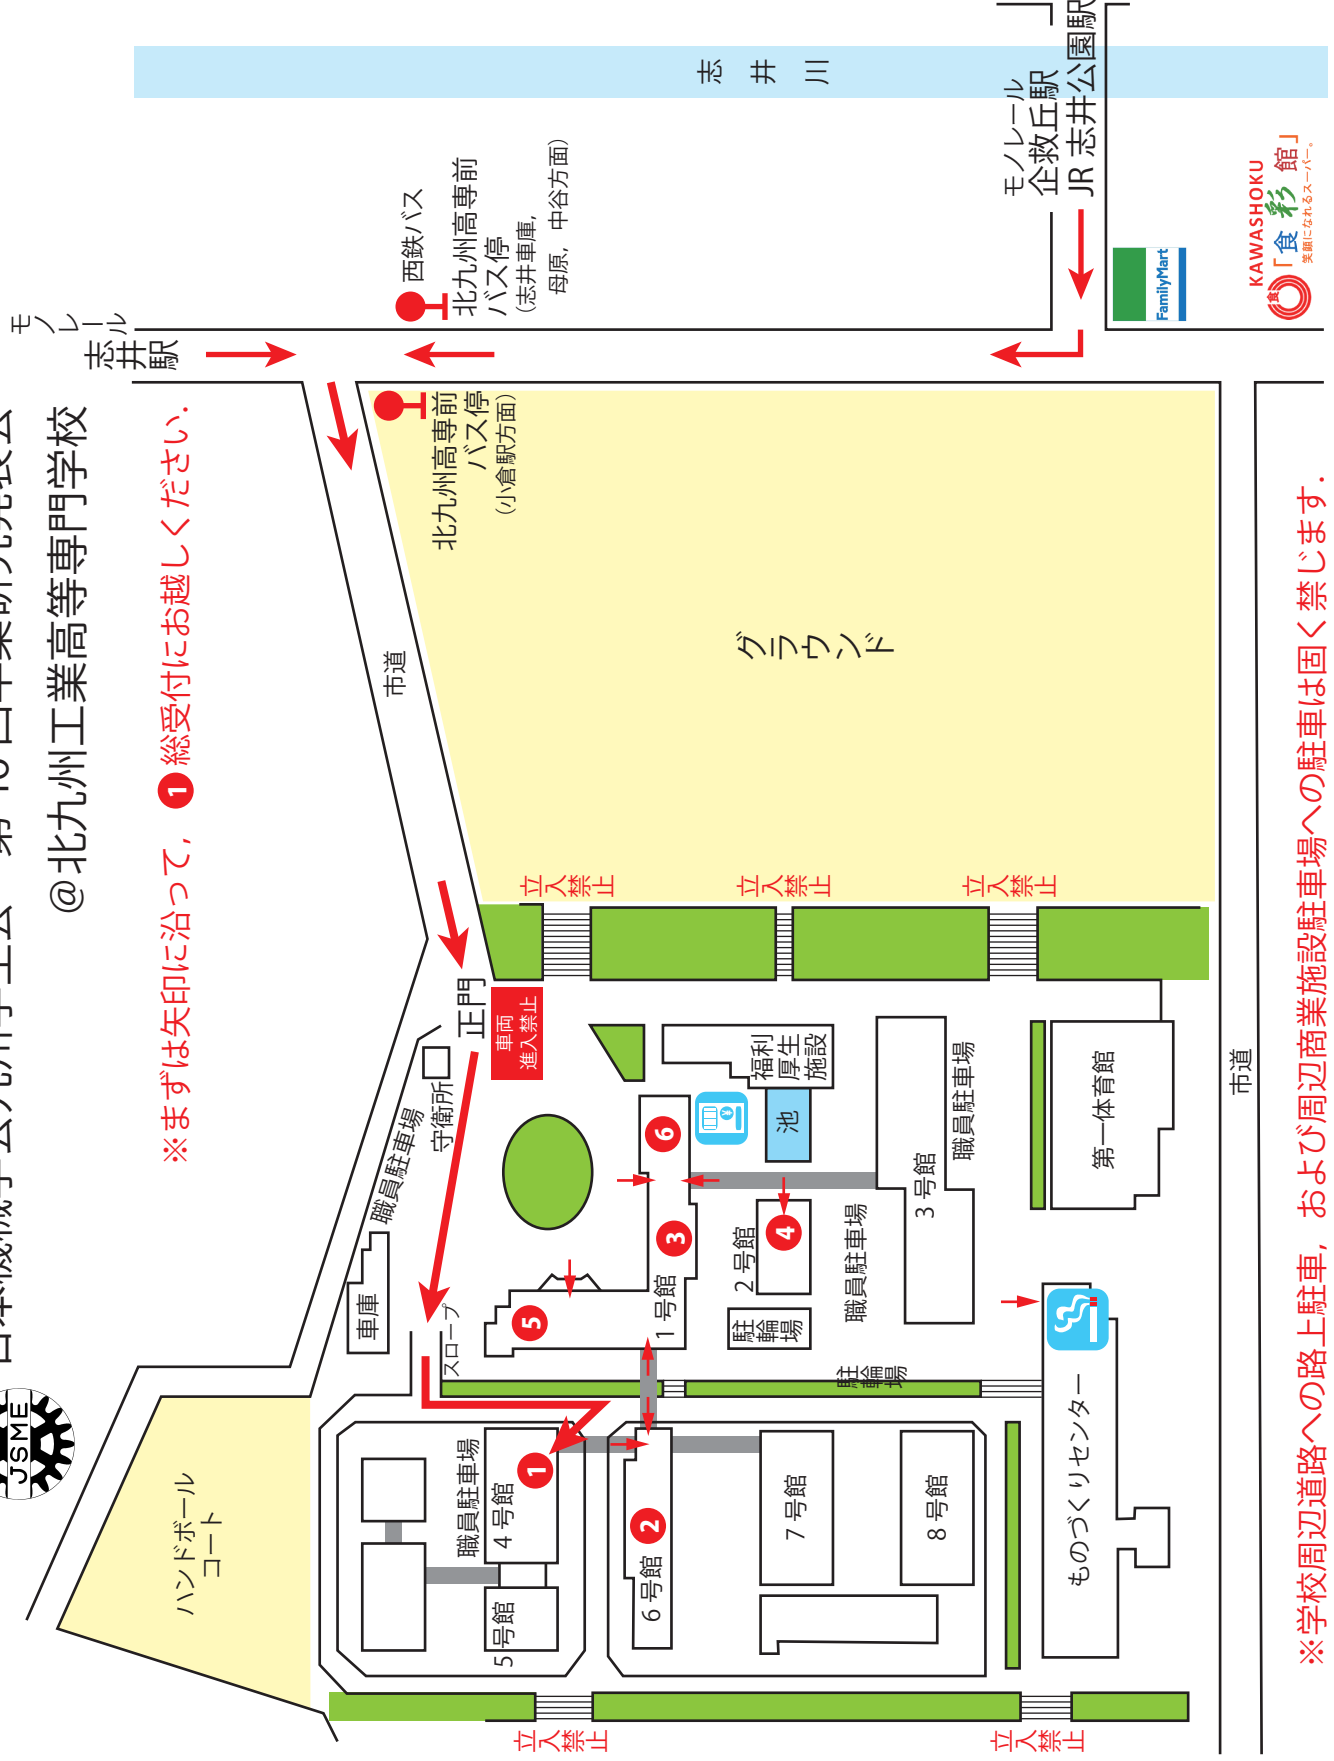 @北九州工業高等専門学校
※まずは矢印に沿って，1 総受付にお越しください.
JSME
ハンドボール
コート
モノレール
志井駅
西鉄バス
北九州高専前
バス停
(志井車庫,
母原， 中谷方面)
北九州高専前
バス停
(小倉駅方面)
志井川
モノレール
企救丘駅
JR 志井公園駅
FamilyMart
KAWASHOKU
食
「食彩館」
笑顔になれるスーパー。
市道
グラウンド
立入禁止
立入禁止
立入禁止
正門
車両
進入禁止
守衛所
職員駐車場
車庫
スロープ
福利
厚生
施設
池
6
3
1 号館
5
2 号館
4
駐輪場
駐輪場
職員駐車場
3 号館
職員駐車場
第一体育館
市道
職員駐車場
4 号館
1
5号館
6 号館
2
7 号館
8 号館
ものづくりセンター
立入禁止
立入禁止
※学校周辺道路への路上駐車， および周辺商業施設駐車場への駐車は固く禁じます.